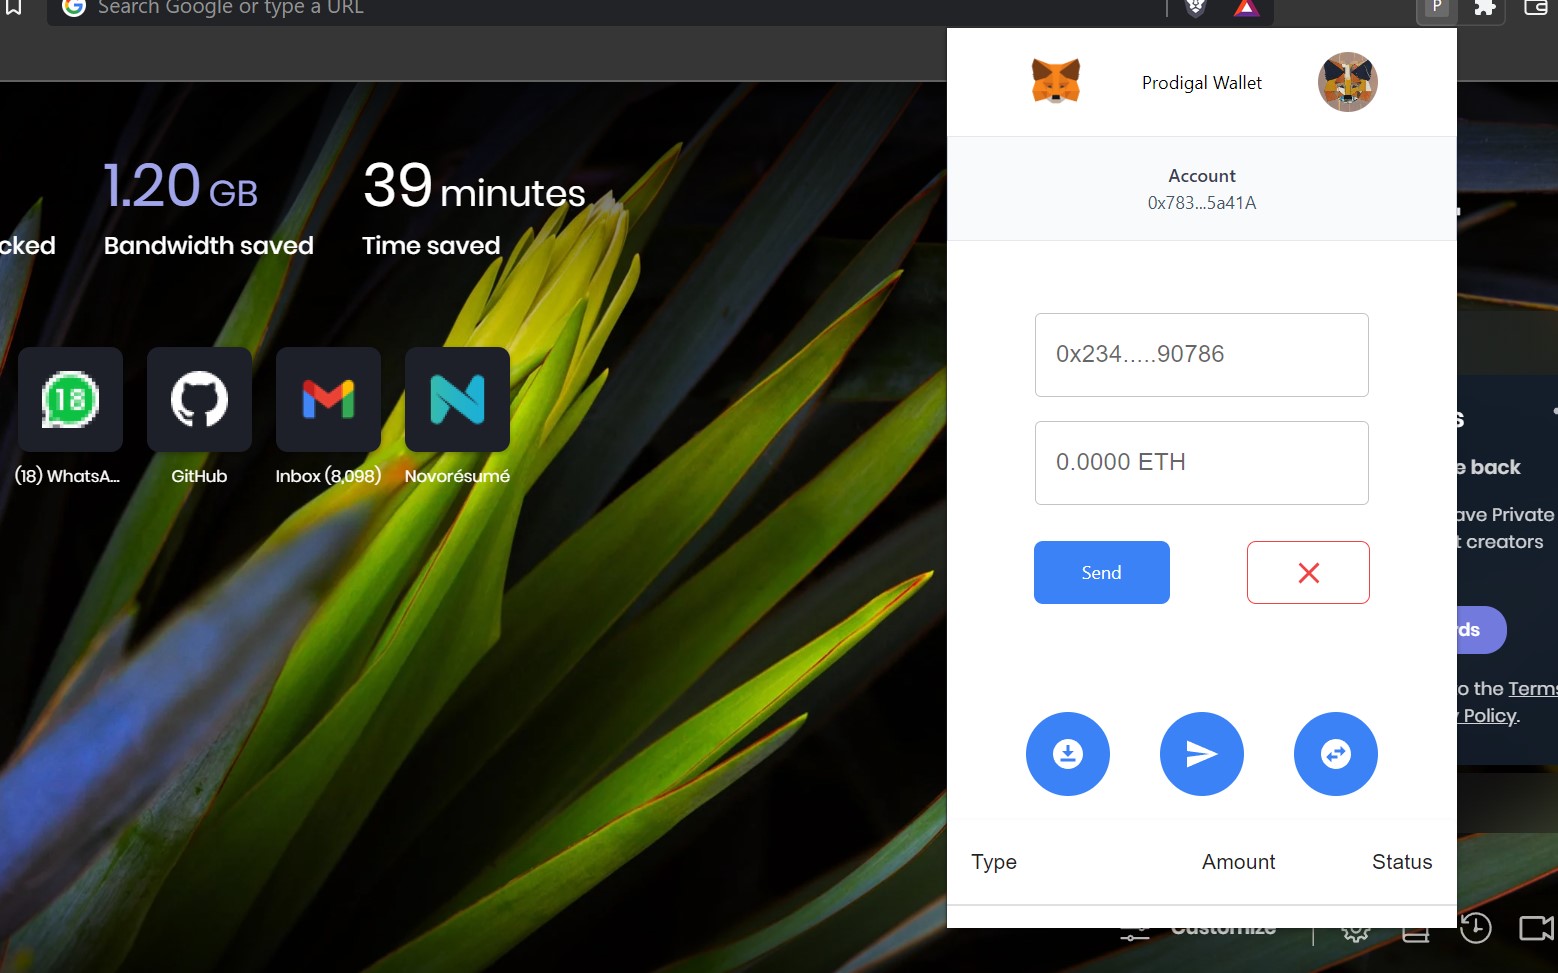 Search Google or type a URL
P
1.20 GB
39 minutes
cked
Bandwidth saved
Time saved
18
(18) WhatsA...
GitHub
Inbox (8,098)
Novorésumé
Prodigal Wallet
Account
0x783...5a41A
0x234.....90786
0.0000 ETH
Send
Type
Amount
Status
s
e back
ave Private
t creators
rds
o the Terms
y Policy.
Customize